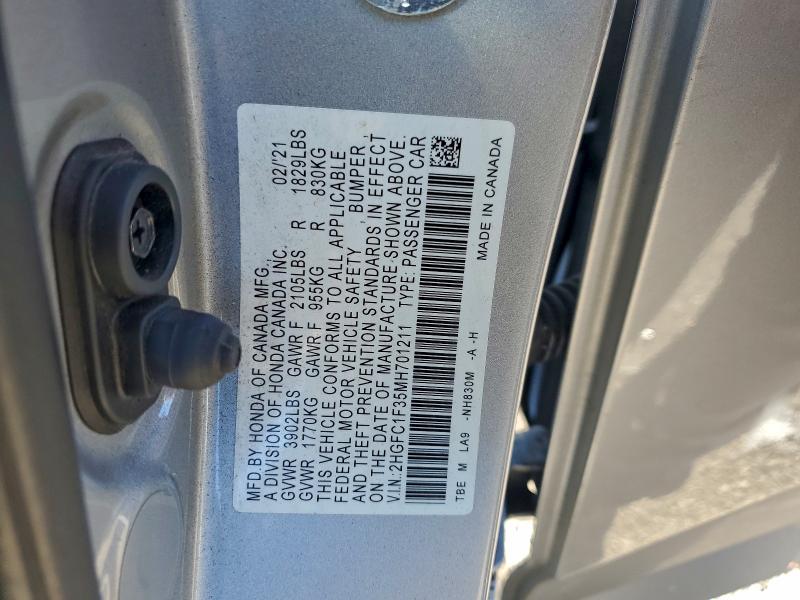 MFD.BY HONDA OF CANADA MFG., 02/'21
A DIVISION OF HONDA CANADA INC.
GVWR 3902LBS GAWR F 2105LBS R 1829LBS
GVWR 1770KG GAWR F 955KG R 830KG
THIS VEHICLE CONFORMS TO ALL APPLICABLE
FEDERAL MOTOR VEHICLE SAFETY , BUMPER ,
AND THEFT PREVENTION STANDARDS IN EFFECT
ON THE DATE OF MANUFACTURE SHOWN ABOVE.
V.I.N.:2HGFC1F35MH701211 TYPE: PASSENGER CAR
TBE M LA9 -NH830M -A -H MADE IN CANADA